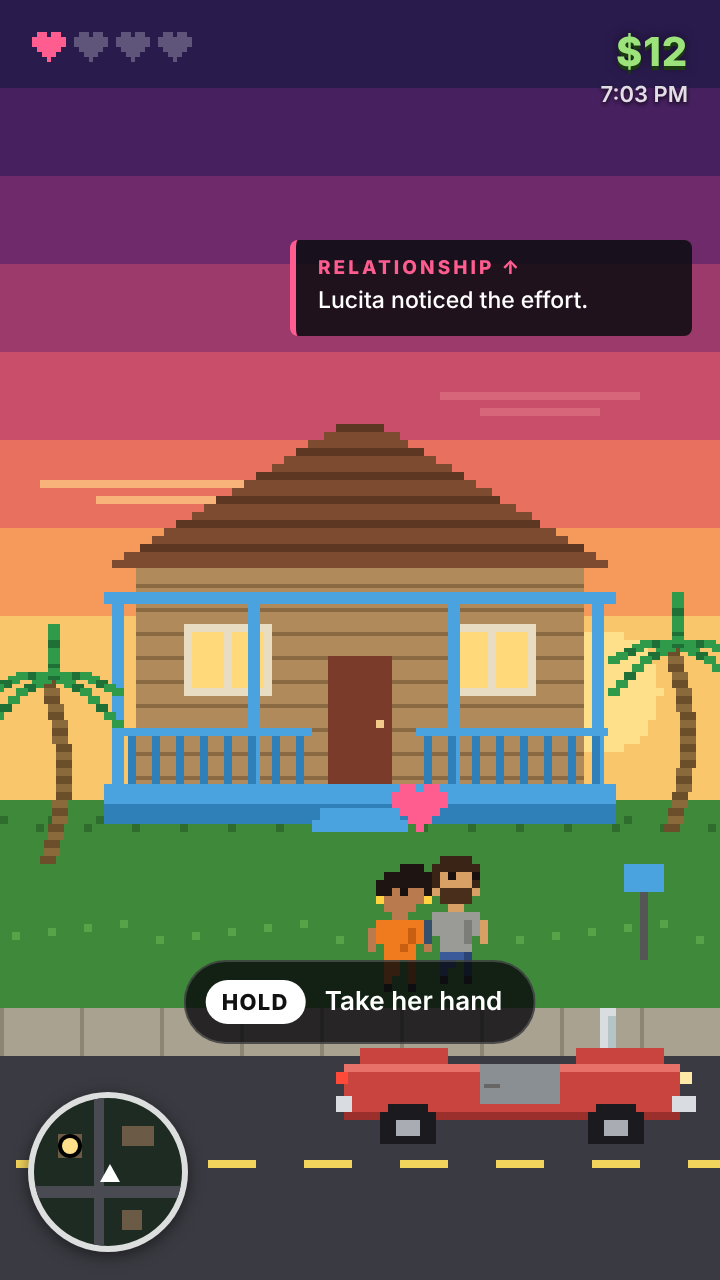 $12
7:03 PM
RELATIONSHIP ↑
Lucita noticed the effort.
HOLD Take her hand